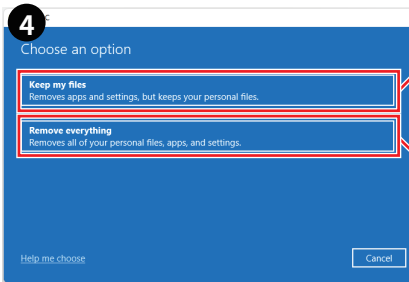 4
Choose an option
Keep my files
Removes apps and settings, but keeps your personal files.
Remove everything
Removes all of your personal files, apps, and settings.
Help me choose
Cancel